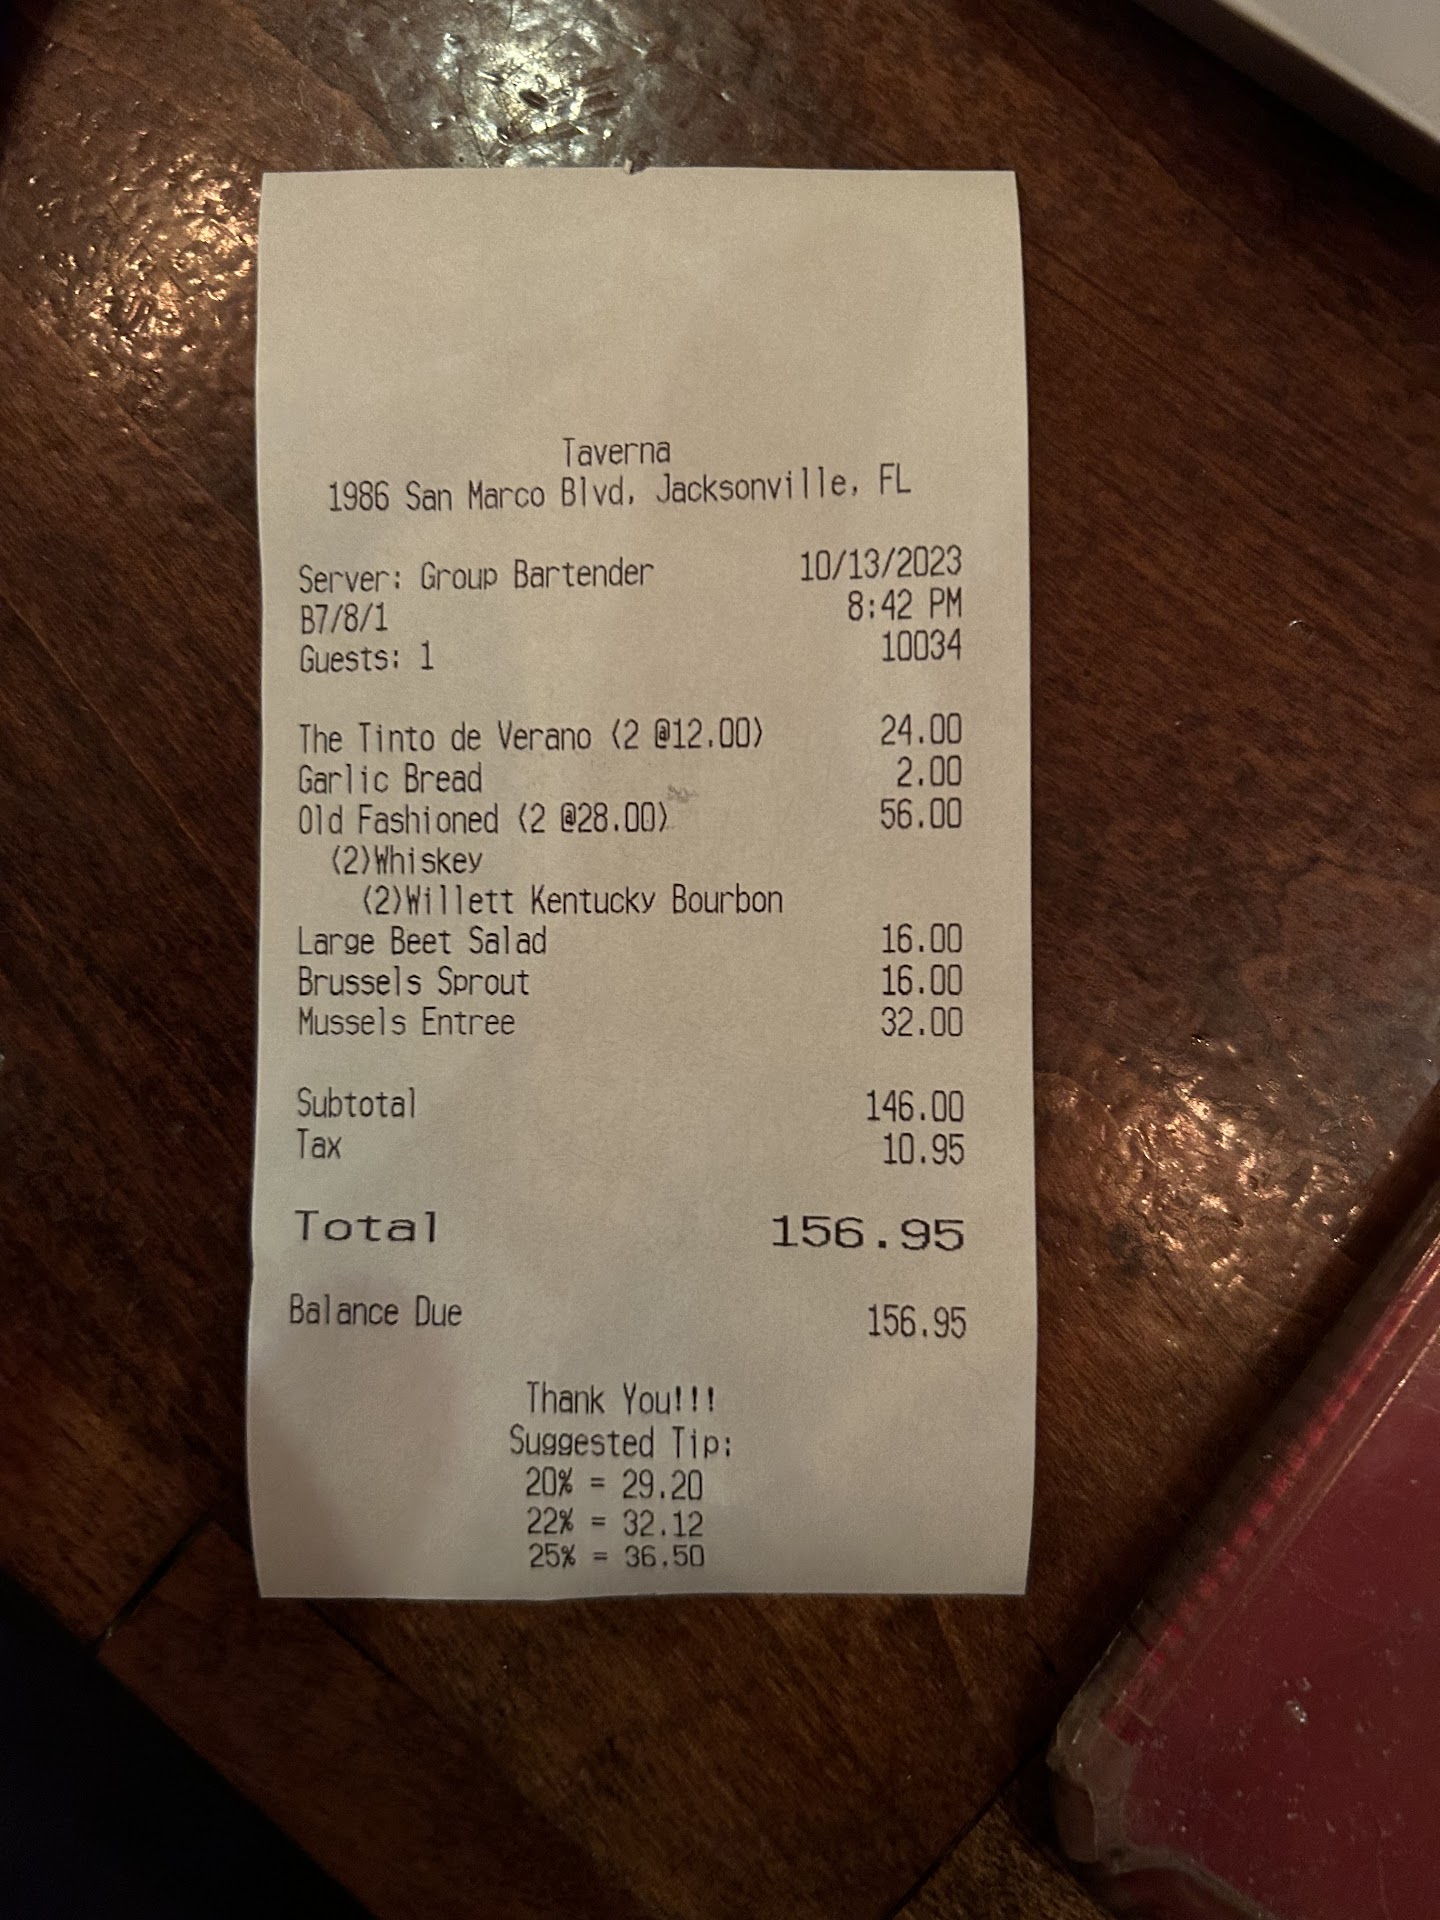 Taverna
1986 San Marco Blvd, Jacksonville, FL
Server: Group Bartender 10/13/2023
B7/8/1 8:42 PM
Guests: 1 10034
The Tinto de Verano (2 @12.00) 24.00
Garlic Bread 2.00
Old Fashioned (2 @28.00) 56.00
(2)Whiskey
(2)Willett Kentucky Bourbon
Large Beet Salad 16.00
Brussels Sprout 16.00
Mussels Entree 32.00
Subtotal 146.00
Tax 10.95
Total 156.95
Balance Due 156.95
Thank You!!!
Suggested Tip:
20% = 29.20
22% = 32.12
25% = 36.50